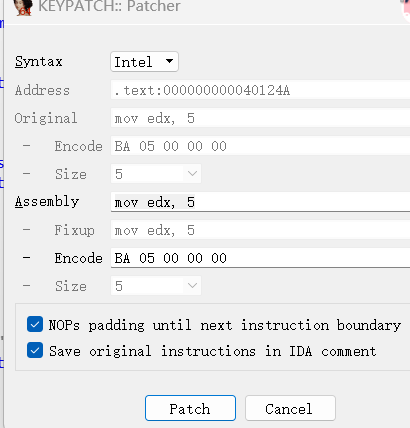 KEYPATCH:: Patcher
Syntax Intel
Address .text:000000000040124A
Original mov edx, 5
- Encode BA 05 00 00 00
- Size 5
Assembly mov edx, 5
- Fixup mov edx, 5
- Encode BA 05 00 00 00
- Size 5
NOPs padding until next instruction boundary
Save original instructions in IDA comment
Patch Cancel